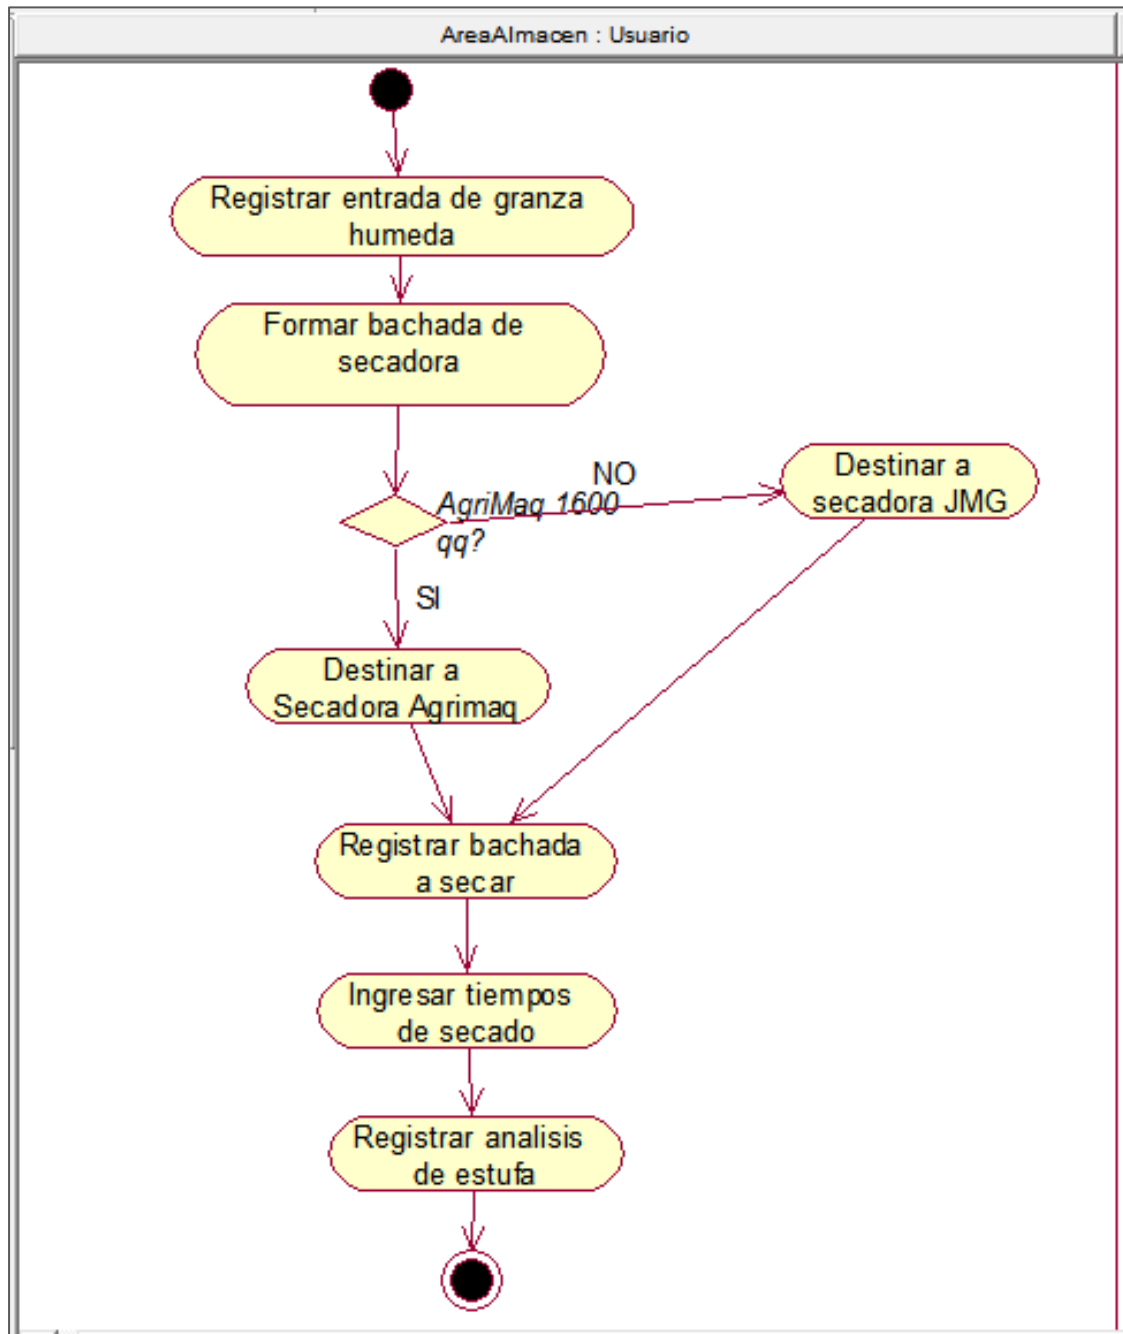 AreaAlmacen : Usuario
Registrar entrada de granza
humeda
Formar bachada de
secadora
NO
AgriMaq 1600
qq?
Destinar a
secadora JMG
SI
Destinar a
Secadora Agrimaq
Registrar bachada
a secar
Ingresar tiempos
de secado
Registrar analisis
de estufa